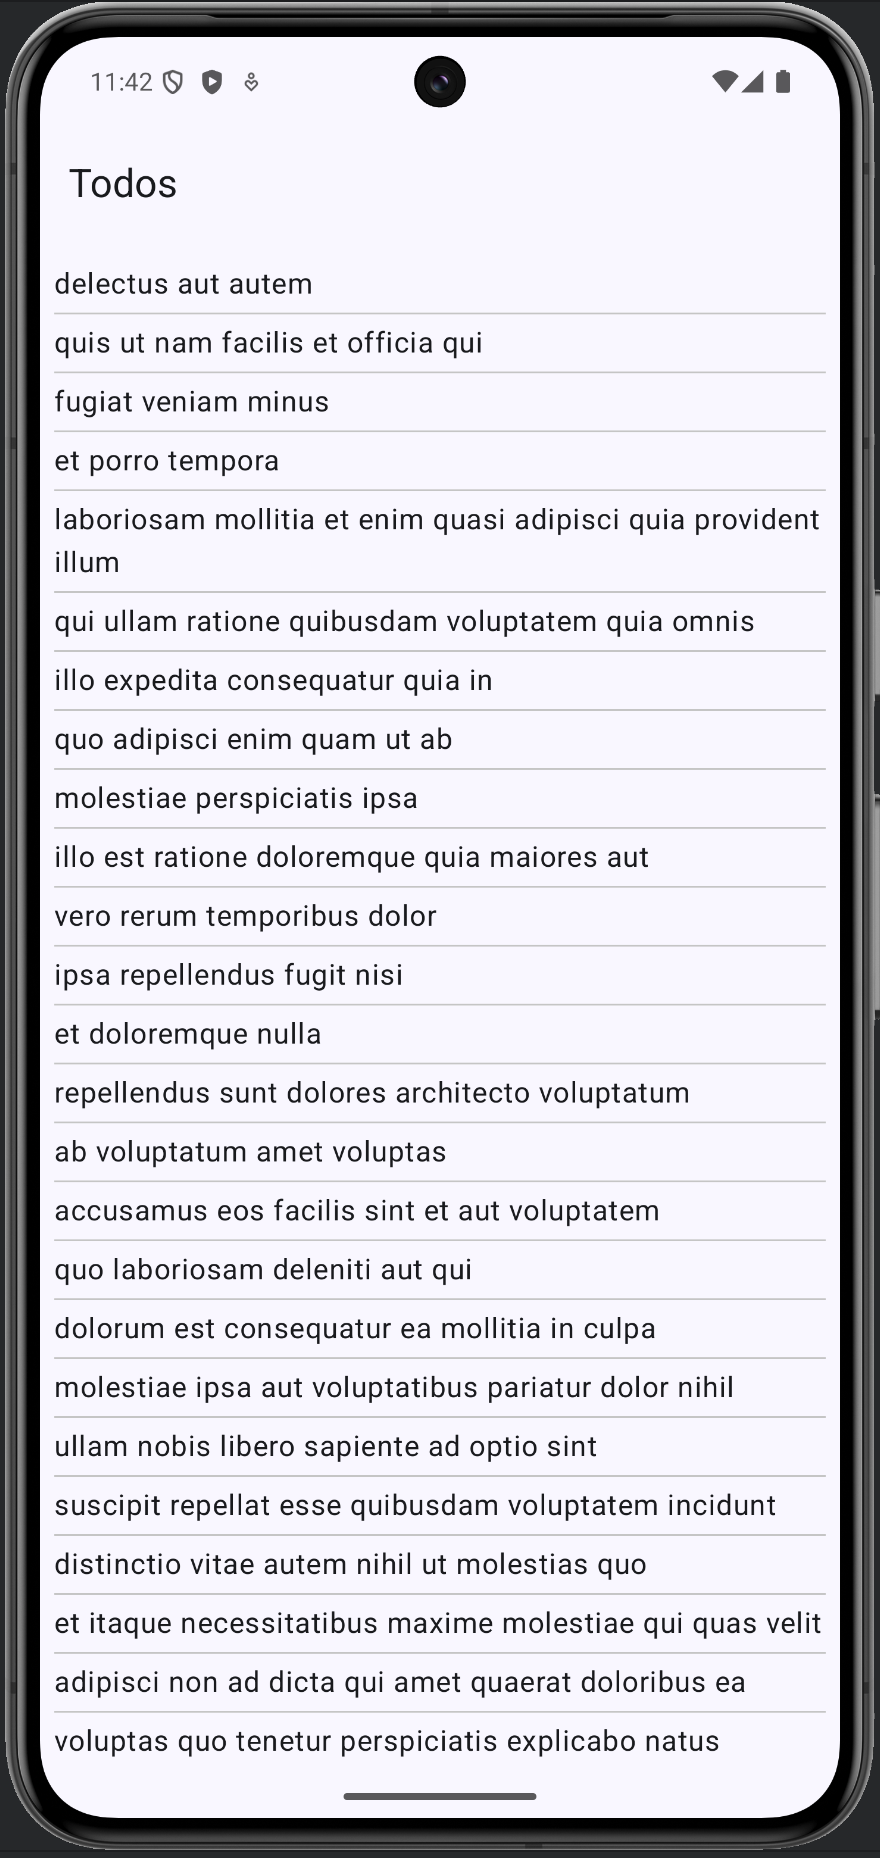 11:42
Todos
delectus aut autem
quis ut nam facilis et officia qui
fugiat veniam minus
et porro tempora
laboriosam mollitia et enim quasi adipisci quia provident
illum
qui ullam ratione quibusdam voluptatem quia omnis
illo expedita consequatur quia in
quo adipisci enim quam ut ab
molestiae perspiciatis ipsa
illo est ratione doloremque quia maiores aut
vero rerum temporibus dolor
ipsa repellendus fugit nisi
et doloremque nulla
repellendus sunt dolores architecto voluptatum
ab voluptatum amet voluptas
accusamus eos facilis sint et aut voluptatem
quo laboriosam deleniti aut qui
dolorum est consequatur ea mollitia in culpa
molestiae ipsa aut voluptatibus pariatur dolor nihil
ullam nobis libero sapiente ad optio sint
suscipit repellat esse quibusdam voluptatem incidunt
distinctio vitae autem nihil ut molestias quo
et itaque necessitatibus maxime molestiae qui quas velit
adipisci non ad dicta qui amet quaerat doloribus ea
voluptas quo tenetur perspiciatis explicabo natus